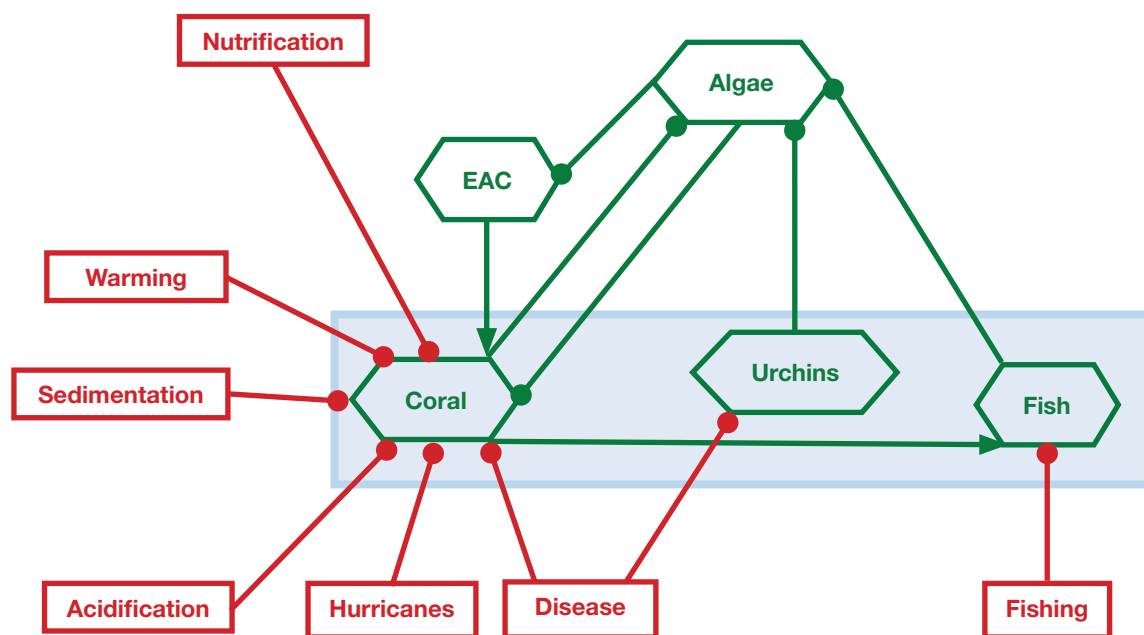 Nutrification
Algae
EAC
Warming
Sedimentation
Coral
Urchins
Fish
Acidification
Hurricanes
Disease
Fishing